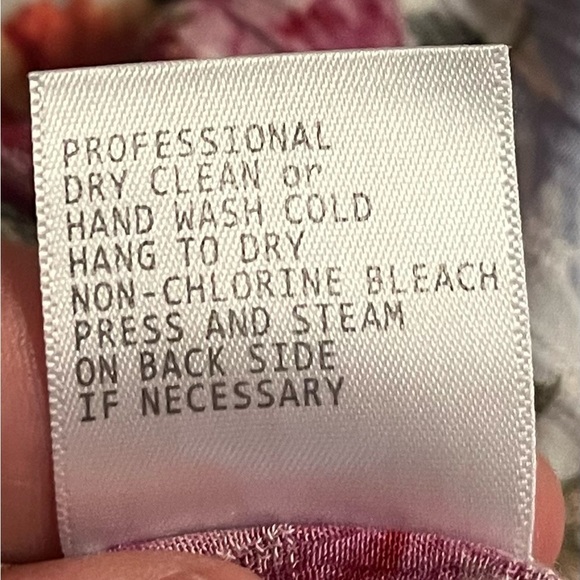 PROFESSIONAL
DRY CLEAN or
HAND WASH COLD
HANG TO DRY
NON-CHLORINE BLEACH
PRESS AND STEAM
ON BACK SIDE
IF NECESSARY